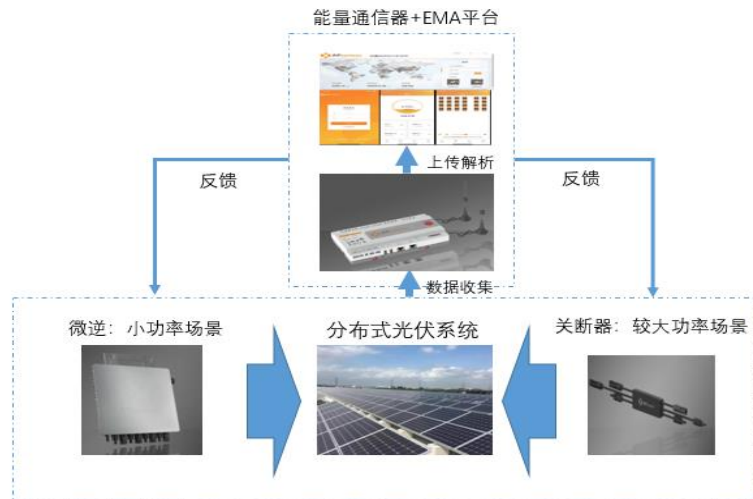 能量通信器+EMA平台
上传解析
反馈
反馈
数据收集
微逆：小功率场景
分布式光伏系统
关断器：较大功率场景